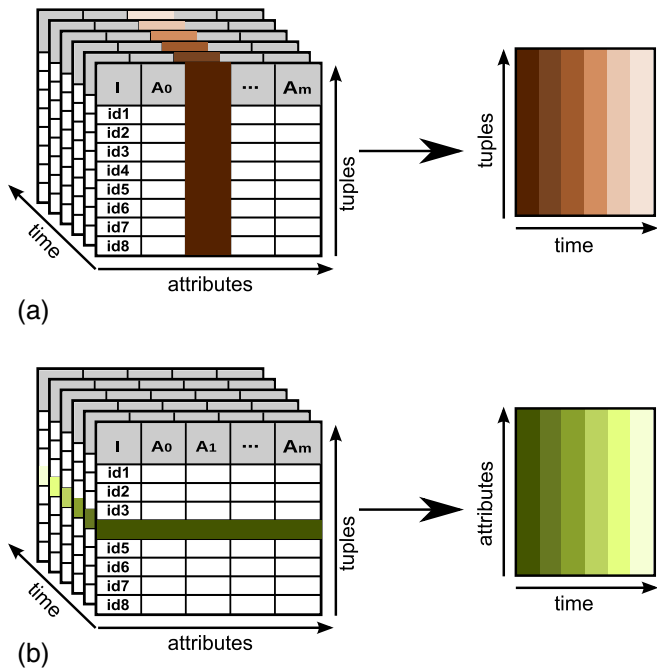 I A0 ... Am
id1
id2
id3
id4
id5
id6
id7
id8
tuples
time
attributes
tuples
time
(a)
I A0 A1 ... Am
id1
id2
id3
id5
id6
id7
id8
tuples
time
attributes
attributes
time
(b)